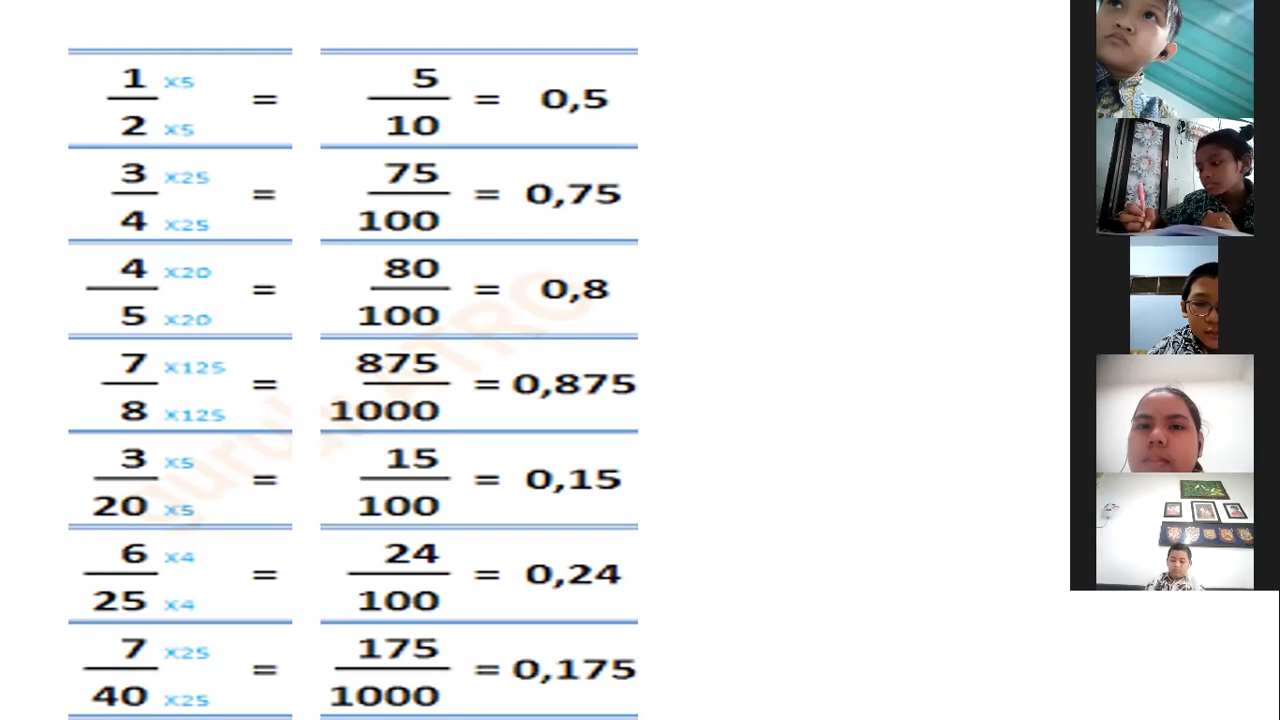 1 x5 5
= = 0,5
2 x5 10
3 x25 75
= = 0,75
4 x25 100
4 x20 80
= = 0,8
5 x20 100
7 x125 875
= = 0,875
8 x125 1000
3 x5 15
= = 0,15
20 x5 100
6 x4 24
= = 0,24
25 x4 100
7 x25 175
= = 0,175
40 x25 1000